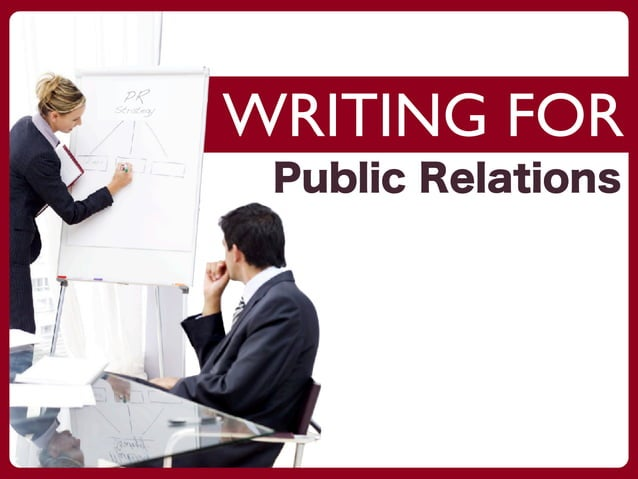 WRITING FOR
Public Relations
PR
Strategy